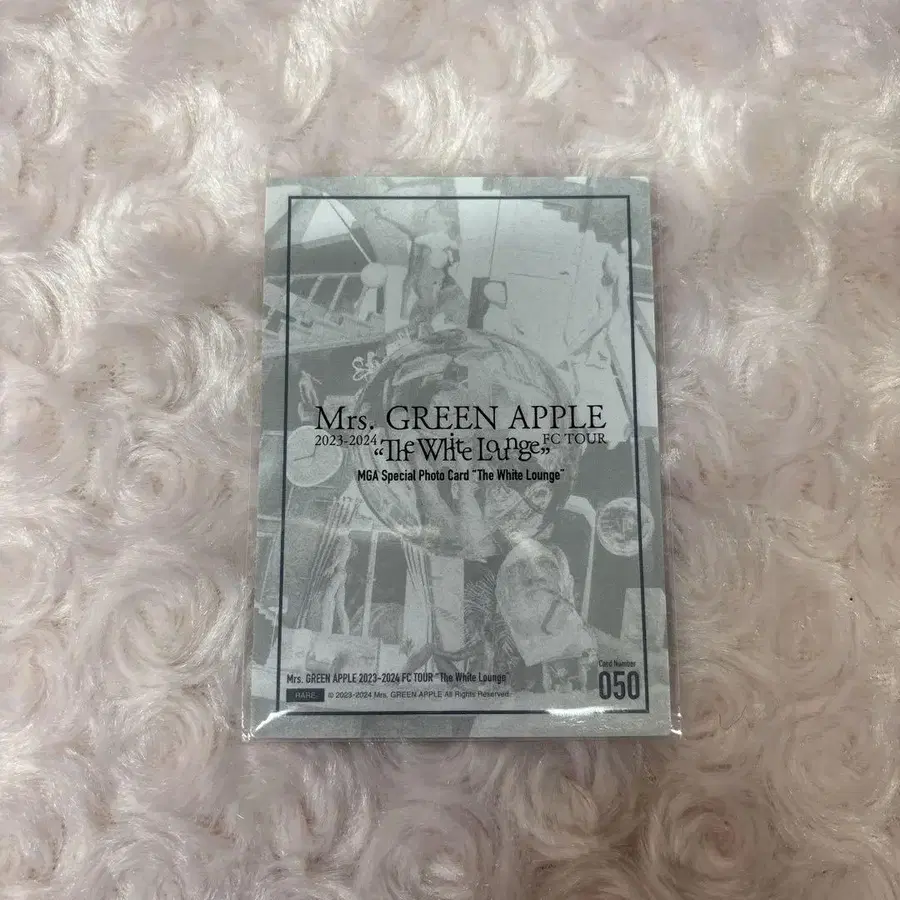 Mrs. GREEN APPLE
2023-2024 “The White Lounge” FC TOUR
MGA Special Photo Card “The White Lounge”
Card Number
050
Mrs. GREEN APPLE 2023-2024 FC TOUR “The White Lounge”
RARE. © 2023-2024 Mrs. GREEN APPLE All Rights Reserved.